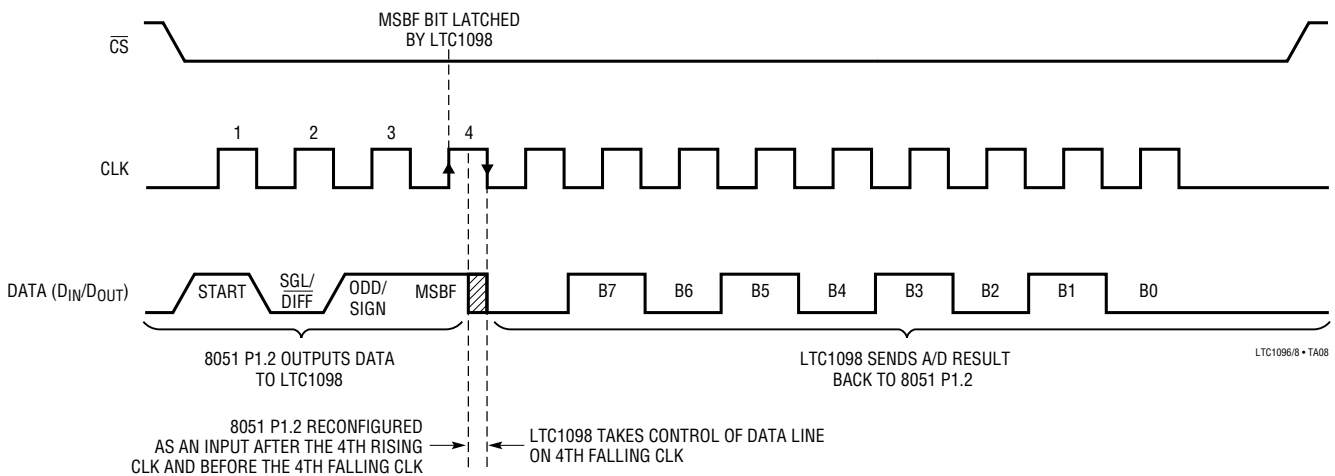 MSBF BIT LATCHED
BY LTC1098
CS
1 2 3 4
CLK
DATA (DIN/DOUT)
START SGL/ ODD/ MSBF B7 B6 B5 B4 B3 B2 B1 B0
DIFF SIGN
8051 P1.2 OUTPUTS DATA
TO LTC1098
LTC1098 SENDS A/D RESULT
BACK TO 8051 P1.2
LTC1096/8 • TA08
8051 P1.2 RECONFIGURED
AS AN INPUT AFTER THE 4TH RISING
CLK AND BEFORE THE 4TH FALLING CLK
LTC1098 TAKES CONTROL OF DATA LINE
ON 4TH FALLING CLK